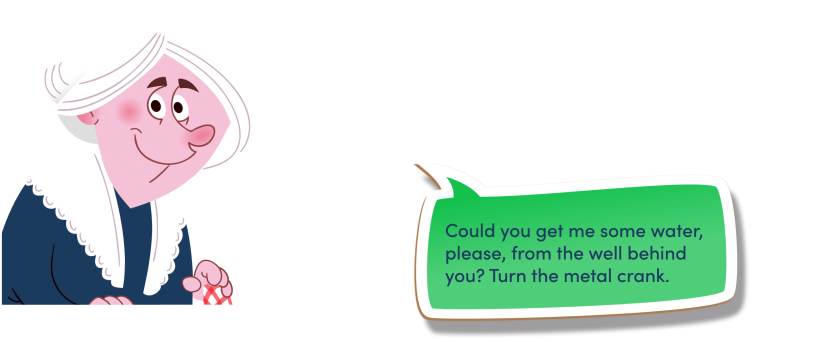 Could you get me some water,
please, from the well behind
you? Turn the metal crank.